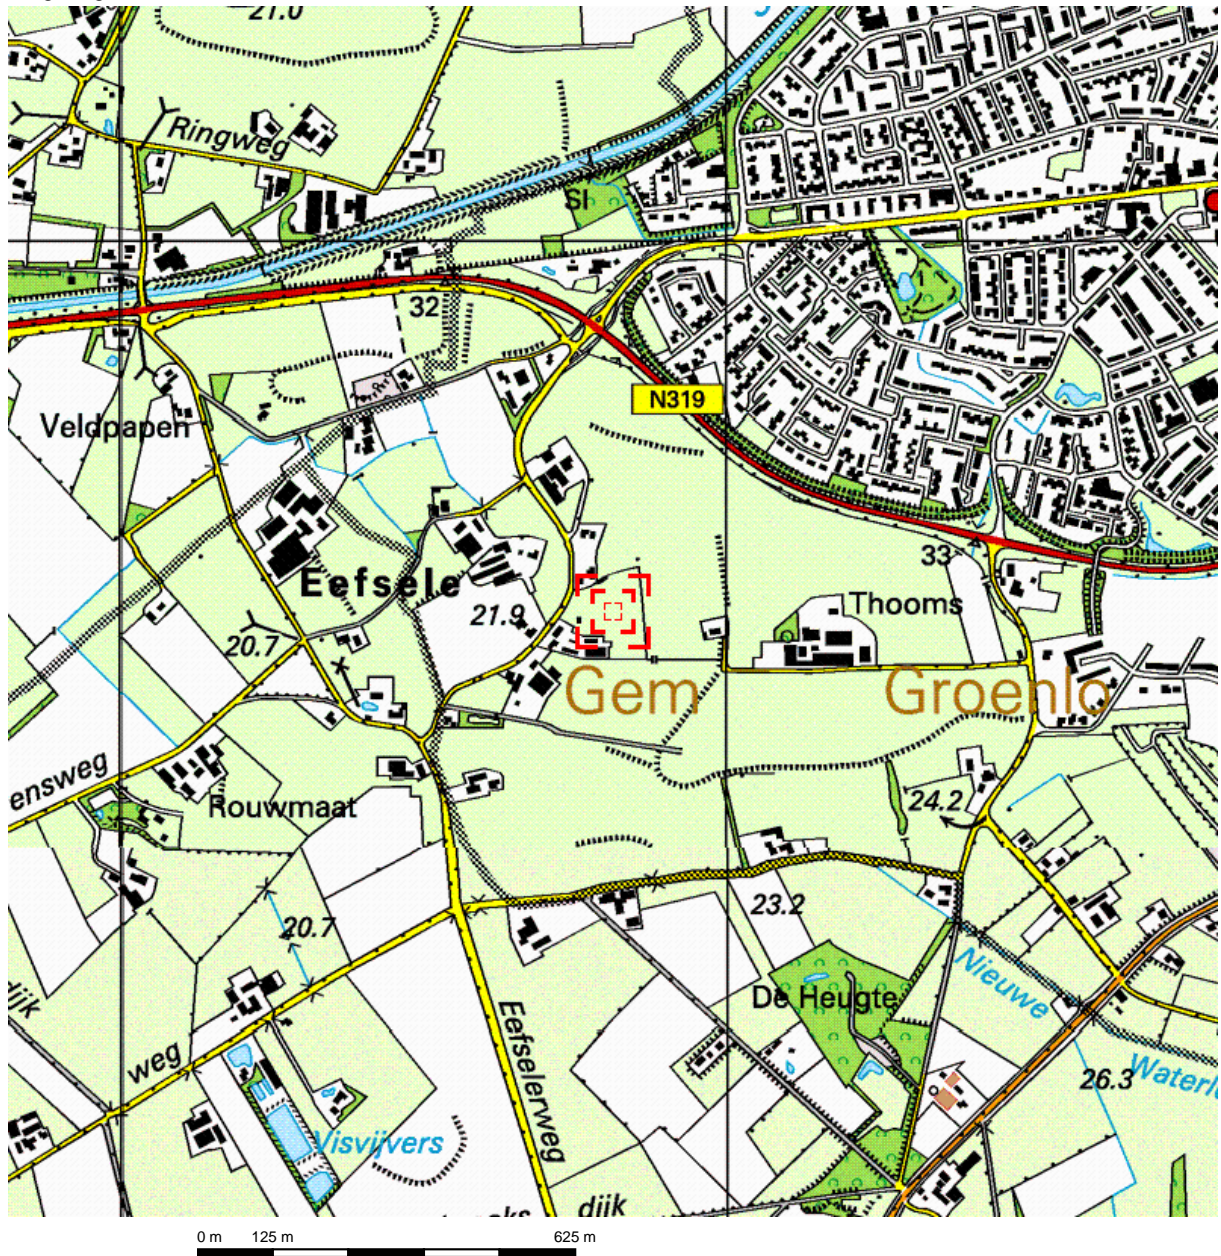 21.0
Ringweg
Sl
32
N319
Veldpapen
33
Eefsele
Thooms
21.9
20.7
Gem Groenlo
ensweg
Rouwmaat
24.2
23.2
20.7
Nieuwe
De Heugte
ijk
Eefselerweg
weg
26.3
Waterl
Visvijvers
dijk
0 m 125 m 625 m